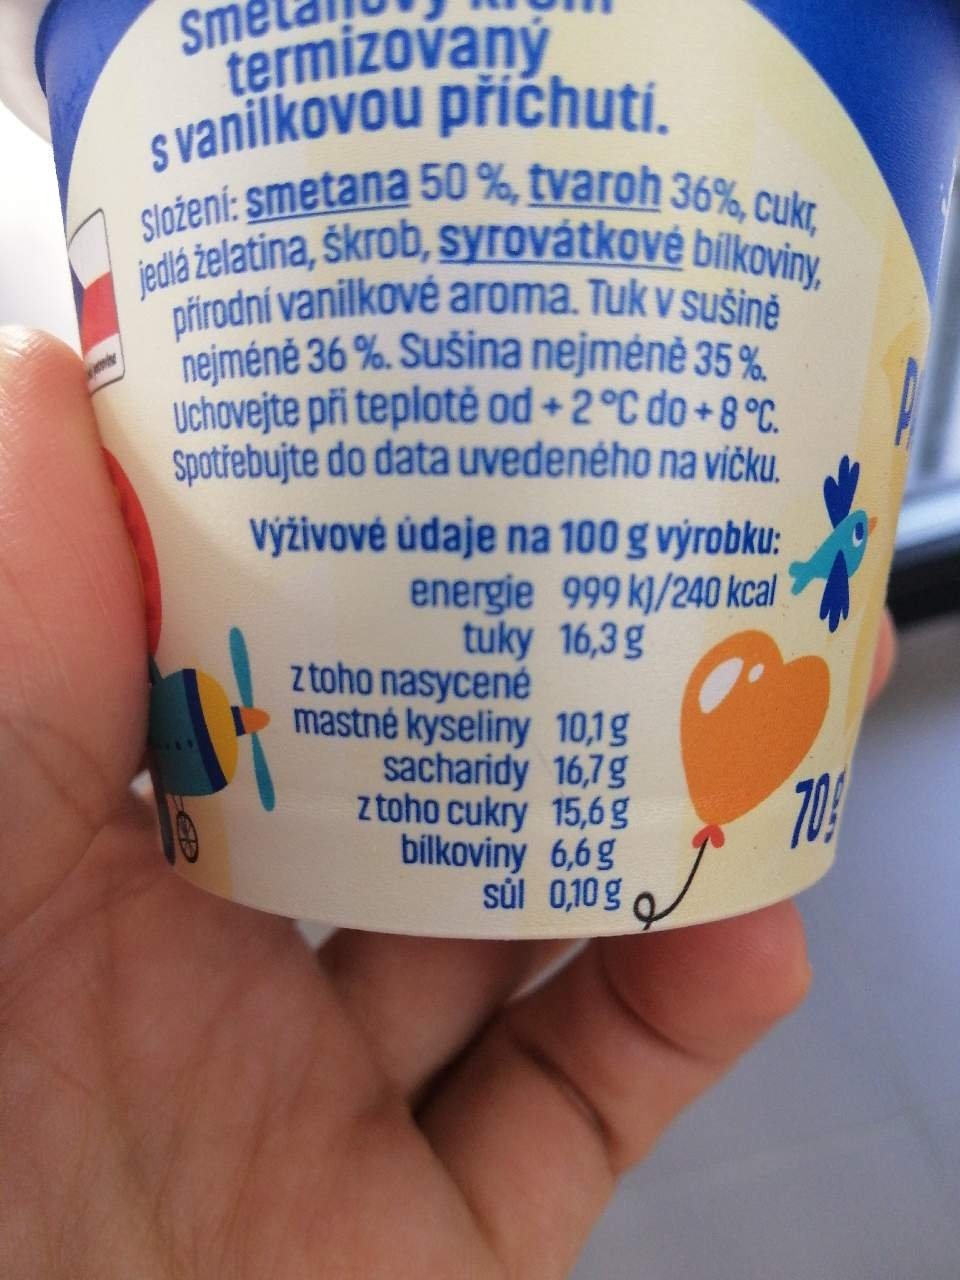 Smetanový krém
termizovaný
s vanilkovou příchutí.
Složení: smetana 50 %, tvaroh 36%, cukr,
jedlá želatina, škrob, syrovátkové bílkoviny,
přírodní vanilkové aroma. Tuk v sušině
nejméně 36 %. Sušina nejméně 35 %.
Uchovejte při teplotě od + 2 °C do + 8 °C.
Spotřebujte do data uvedeného na víčku.
Výživové údaje na 100 g výrobku:
energie 999 kJ/240 kcal
tuky 16,3 g
z toho nasycené
mastné kyseliny 10,1 g
sacharidy 16,7 g
z toho cukry 15,6 g
bílkoviny 6,6 g
sůl 0,10 g
70 g